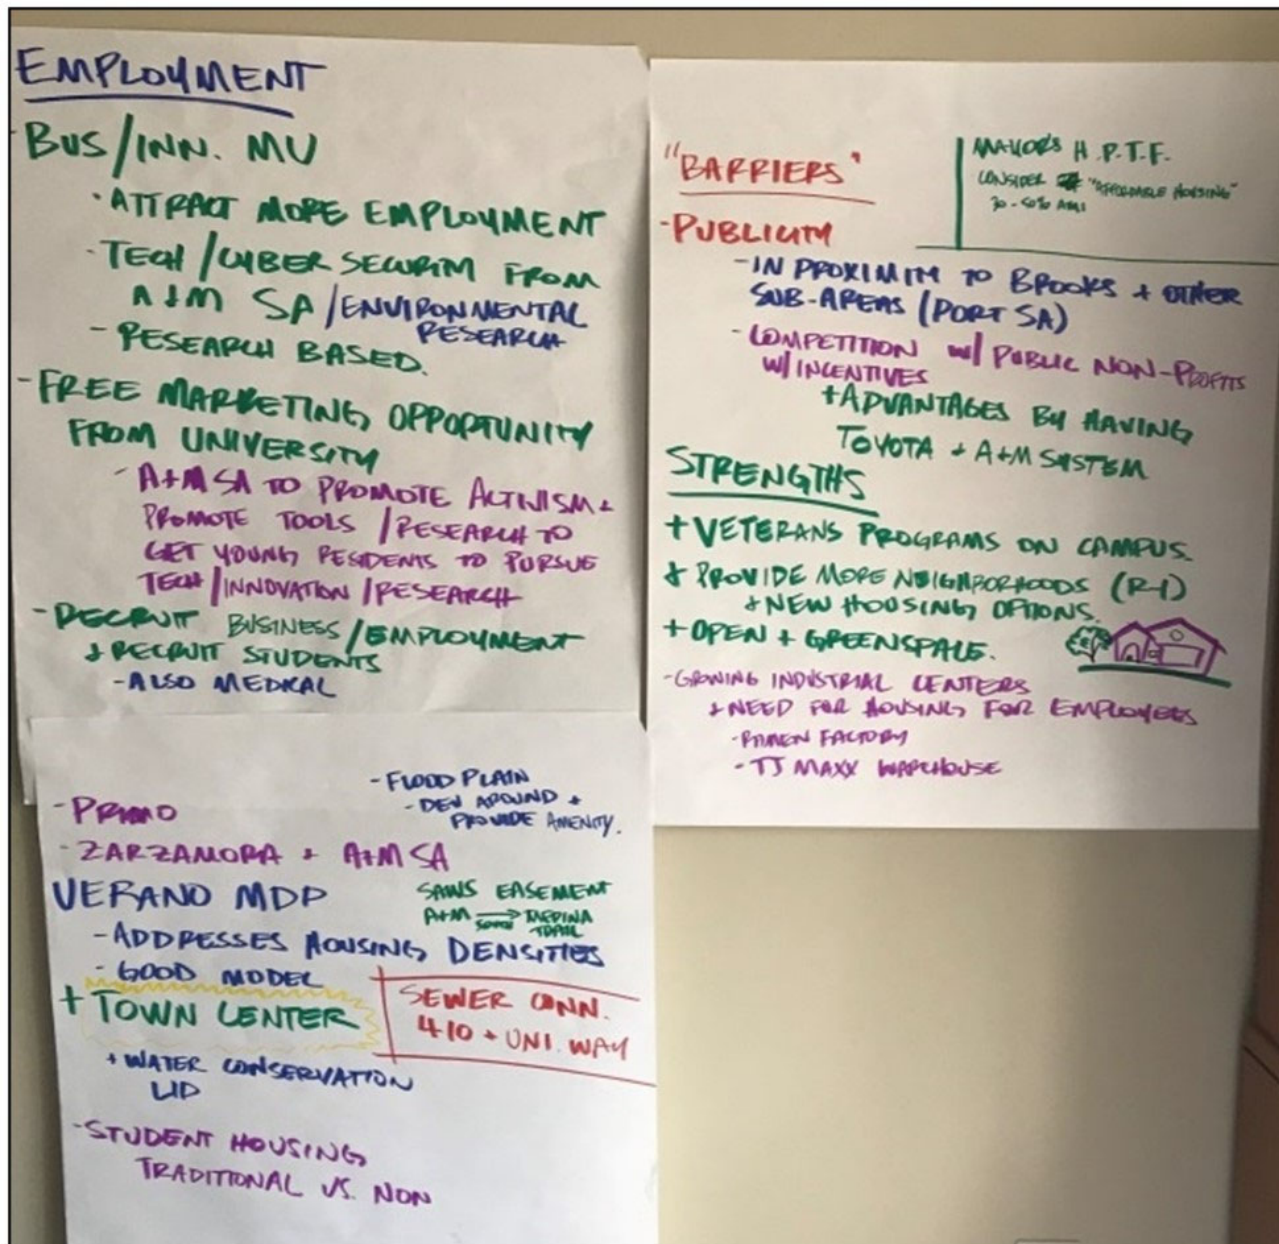 EMPLOYMENT
- BUS/INN. MU
· ATTRACT MORE EMPLOYMENT
- TECH/CYBER SECURITY FROM
A+M SA/ENVIRONMENTAL
RESEARCH
- RESEARCH BASED.
- FREE MARKETING OPPORTUNITY
FROM UNIVERSITY
- A+M SA TO PROMOTE ACTIVISM +
PROMOTE TOOLS/RESEARCH TO
GET YOUNG RESIDENTS TO PURSUE
TECH/INNOVATION/RESEARCH
- RECRUIT BUSINESS/EMPLOYMENT
+ RECRUIT STUDENTS
- ALSO MEDICAL
"BARRIERS"
MAYOR'S H.P.T.F.
CONSIDER "AFFORDABLE HOUSING"
30-50% AMI
- PUBLICITY
- IN PROXIMITY TO BROOKS + OTHER
SUB-AREAS (PORT SA)
- COMPETITION W/ PUBLIC NON-PROFITS
W/INCENTIVES
+ ADVANTAGES BY HAVING
TOYOTA + A+M SYSTEM
STRENGTHS
+ VETERANS PROGRAMS ON CAMPUS.
+ PROVIDE MORE NEIGHBORHOODS (R-1)
+ NEW HOUSING OPTIONS.
+ OPEN + GREENSPACE.
- GROWING INDUSTRIAL CENTERS
+ NEED FOR HOUSING FOR EMPLOYEES
- RAMEN FACTORY
- TJ MAXX WAREHOUSE
- FLOOD PLAIN
- DEV AROUND +
PROVIDE AMENITY.
- PRIMO
- ZARZAMORA + A+M SA
VERANO MDP
SAWS EASEMENT
A+M → MEDINA
SOUTH TRAIL
- ADDRESSES HOUSING DENSITIES
- GOOD MODEL
+ TOWN CENTER
SEWER CONN.
410 + UNI. WAY
+ WATER CONSERVATION
LID
- STUDENT HOUSING
TRADITIONAL VS. NON